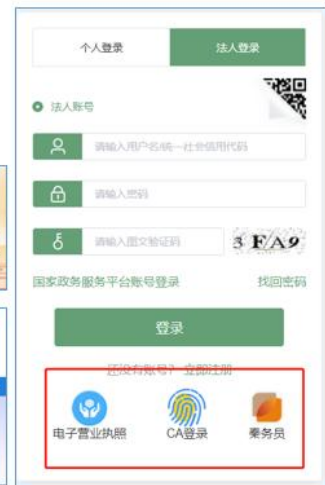 个人登录 法人登录
法人账号
请输入用户名/统一社会信用代码
请输入密码
请输入图文验证码 3 FA9
国家政务服务平台账号登录 找回密码
登录
还没有账号？ 立即注册
电子营业执照 CA登录 秦务员